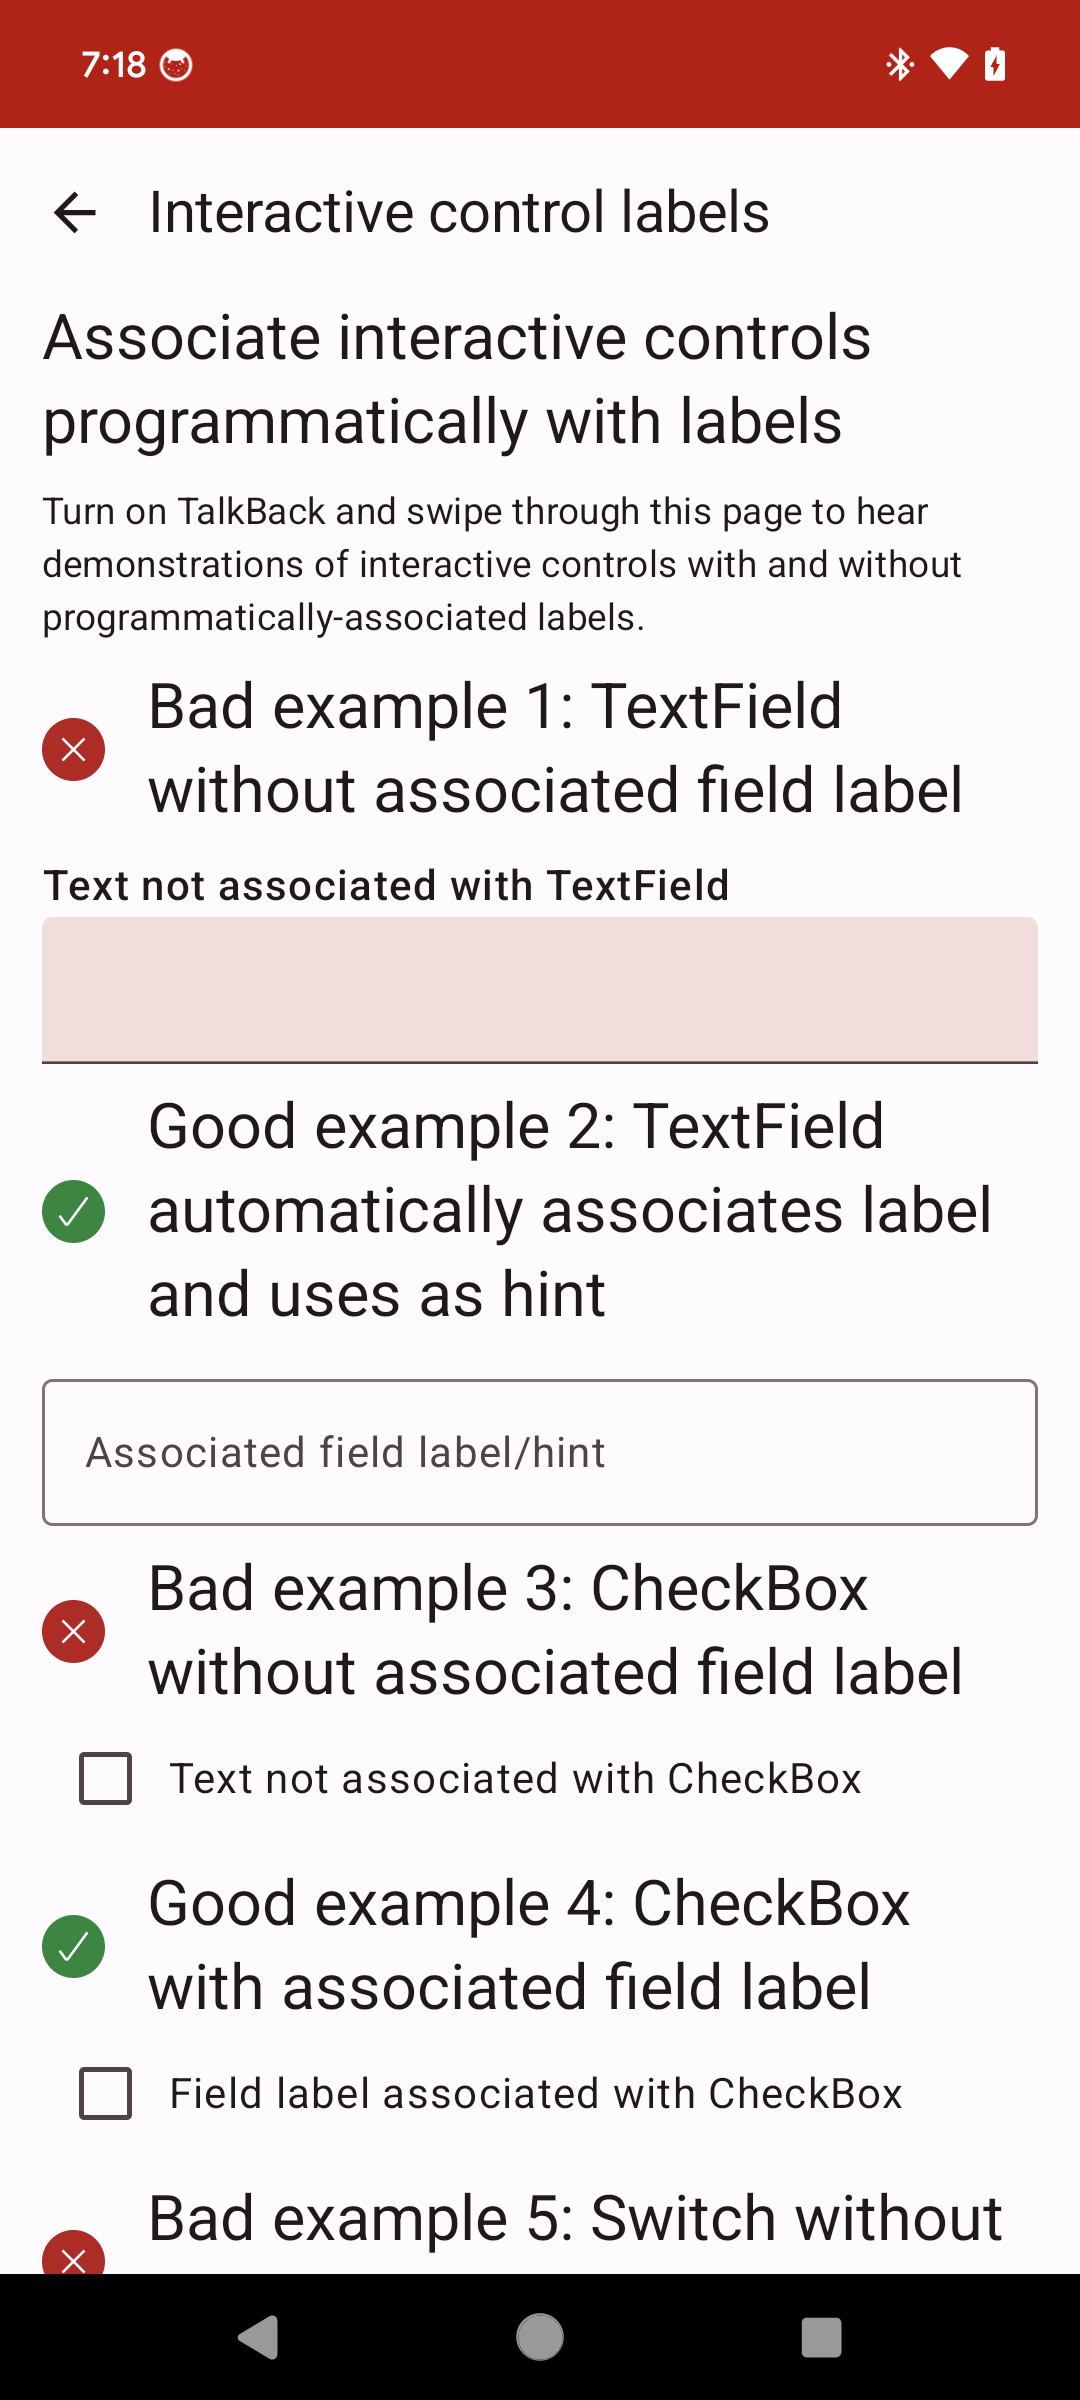 7:18
Interactive control labels
Associate interactive controls
programmatically with labels
Turn on TalkBack and swipe through this page to hear
demonstrations of interactive controls with and without
programmatically-associated labels.
Bad example 1: TextField
without associated field label
Text not associated with TextField
Good example 2: TextField
automatically associates label
and uses as hint
Associated field label/hint
Bad example 3: CheckBox
without associated field label
Text not associated with CheckBox
Good example 4: CheckBox
with associated field label
Field label associated with CheckBox
Bad example 5: Switch without